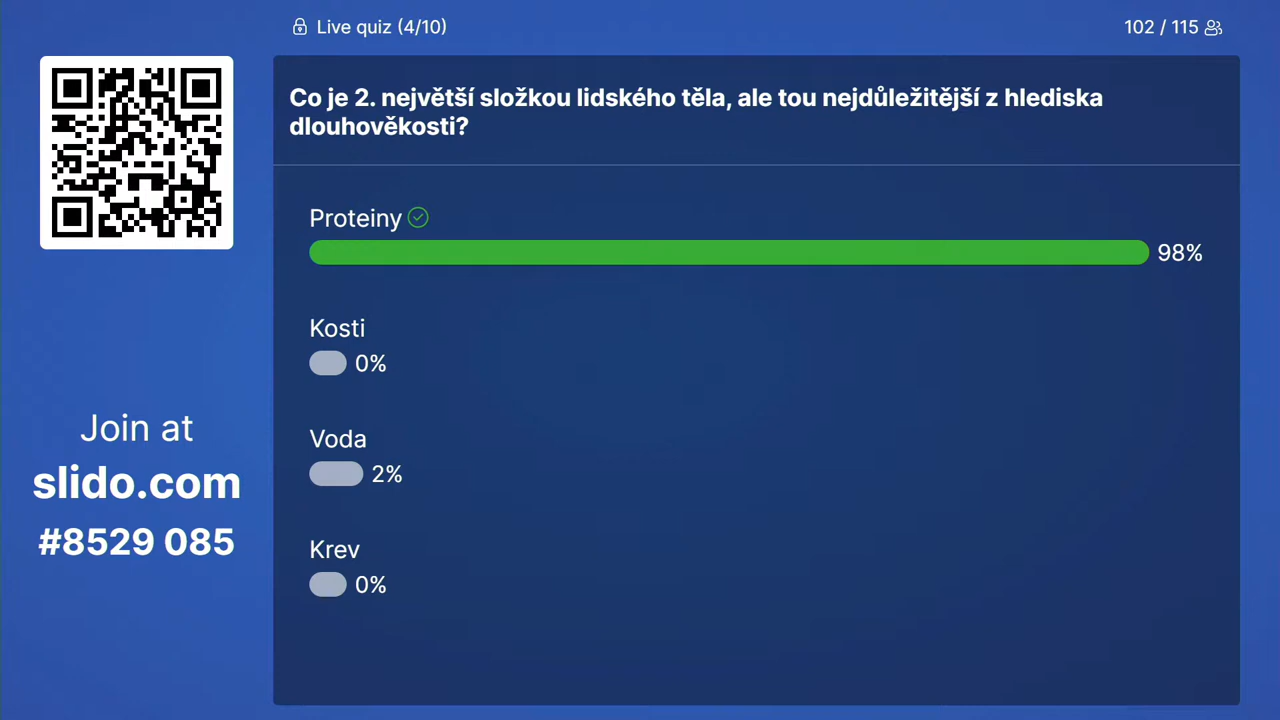 Live quiz (4/10)
102 / 115
Co je 2. největší složkou lidského těla, ale tou nejdůležitější z hlediska
dlouhověkosti?
Proteiny
98%
Kosti
0%
Voda
2%
Krev
0%
Join at
slido.com
#8529 085